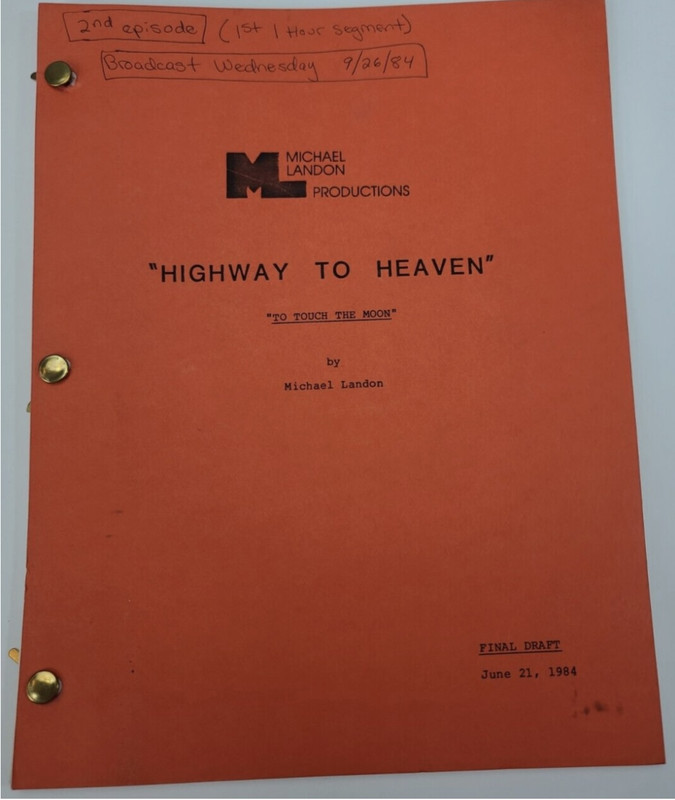 2nd episode (1st 1 Hour Segment)
Broadcast Wednesday 9/26/84
ML MICHAEL
LANDON
PRODUCTIONS
"HIGHWAY TO HEAVEN"
"TO TOUCH THE MOON"
by
Michael Landon
FINAL DRAFT
June 21, 1984